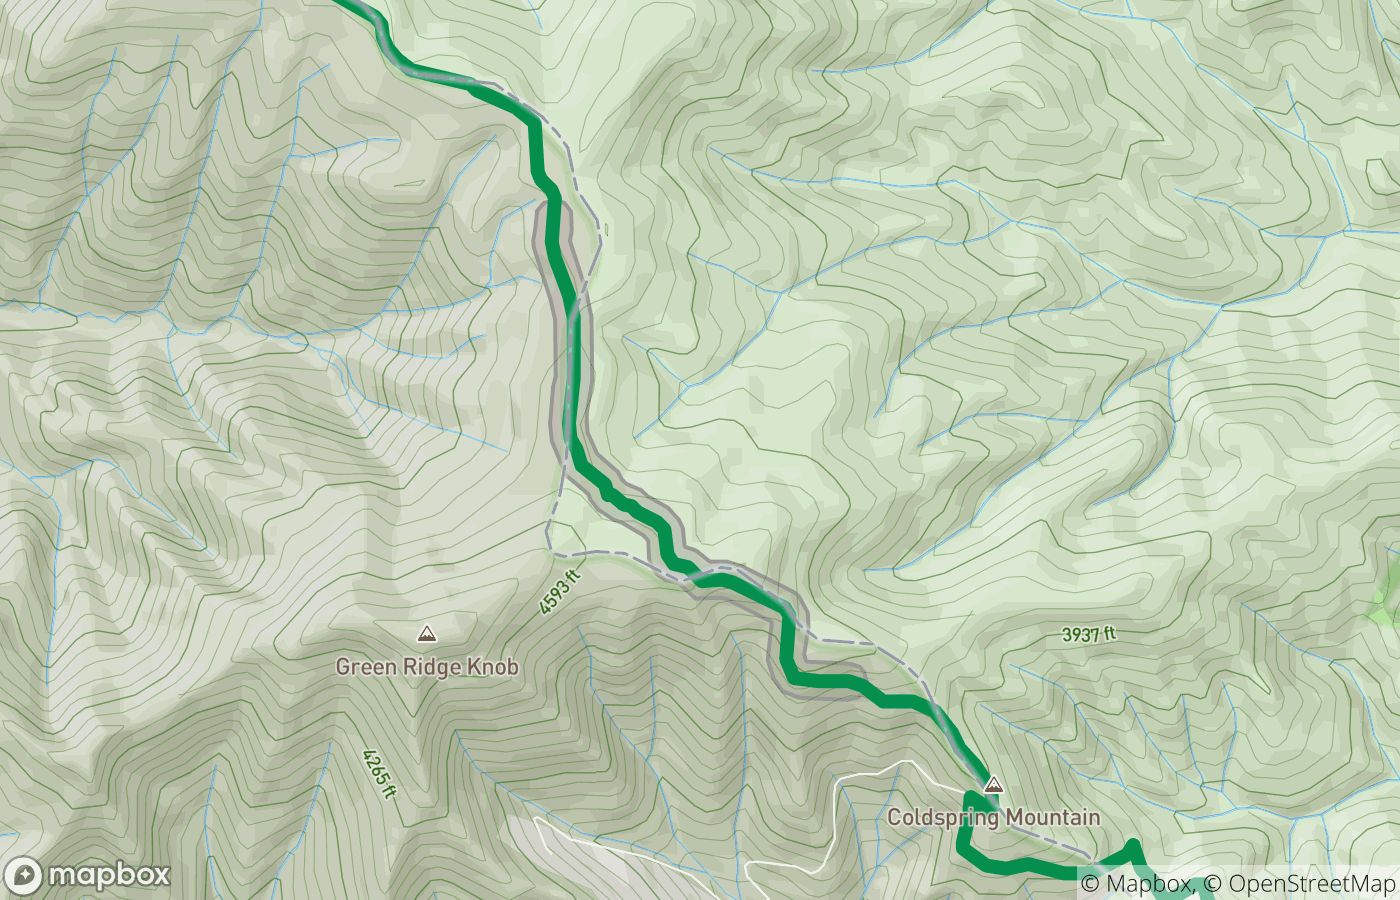 4593 ft
3937 ft
Green Ridge Knob
4265 ft
Coldspring Mountain
mapbox
© Mapbox, © OpenStreetMap